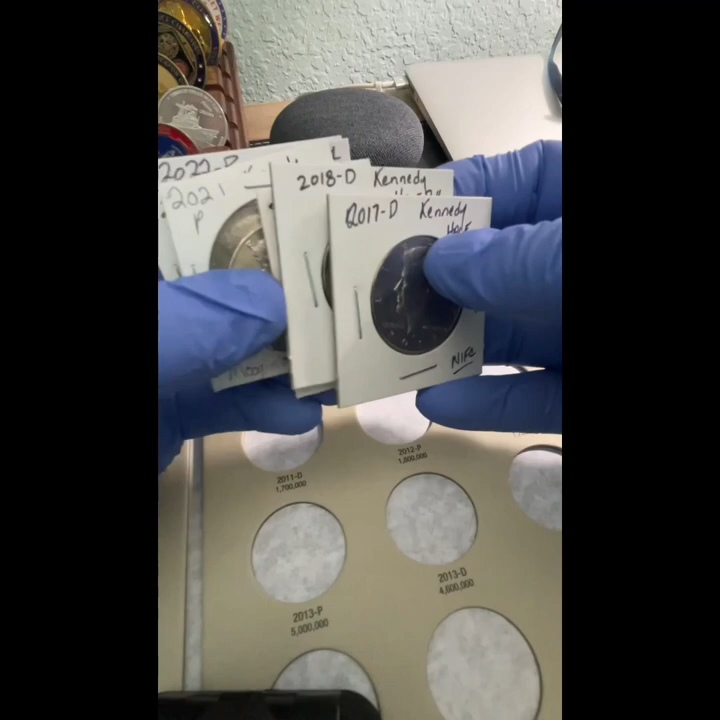 2022-D
2021
P
2018-D Kennedy
2017-D Kennedy
Half
NIFC
2011-D
1,700,000
2012-P
1,800,000
2013-P
5,000,000
2013-D
4,600,000